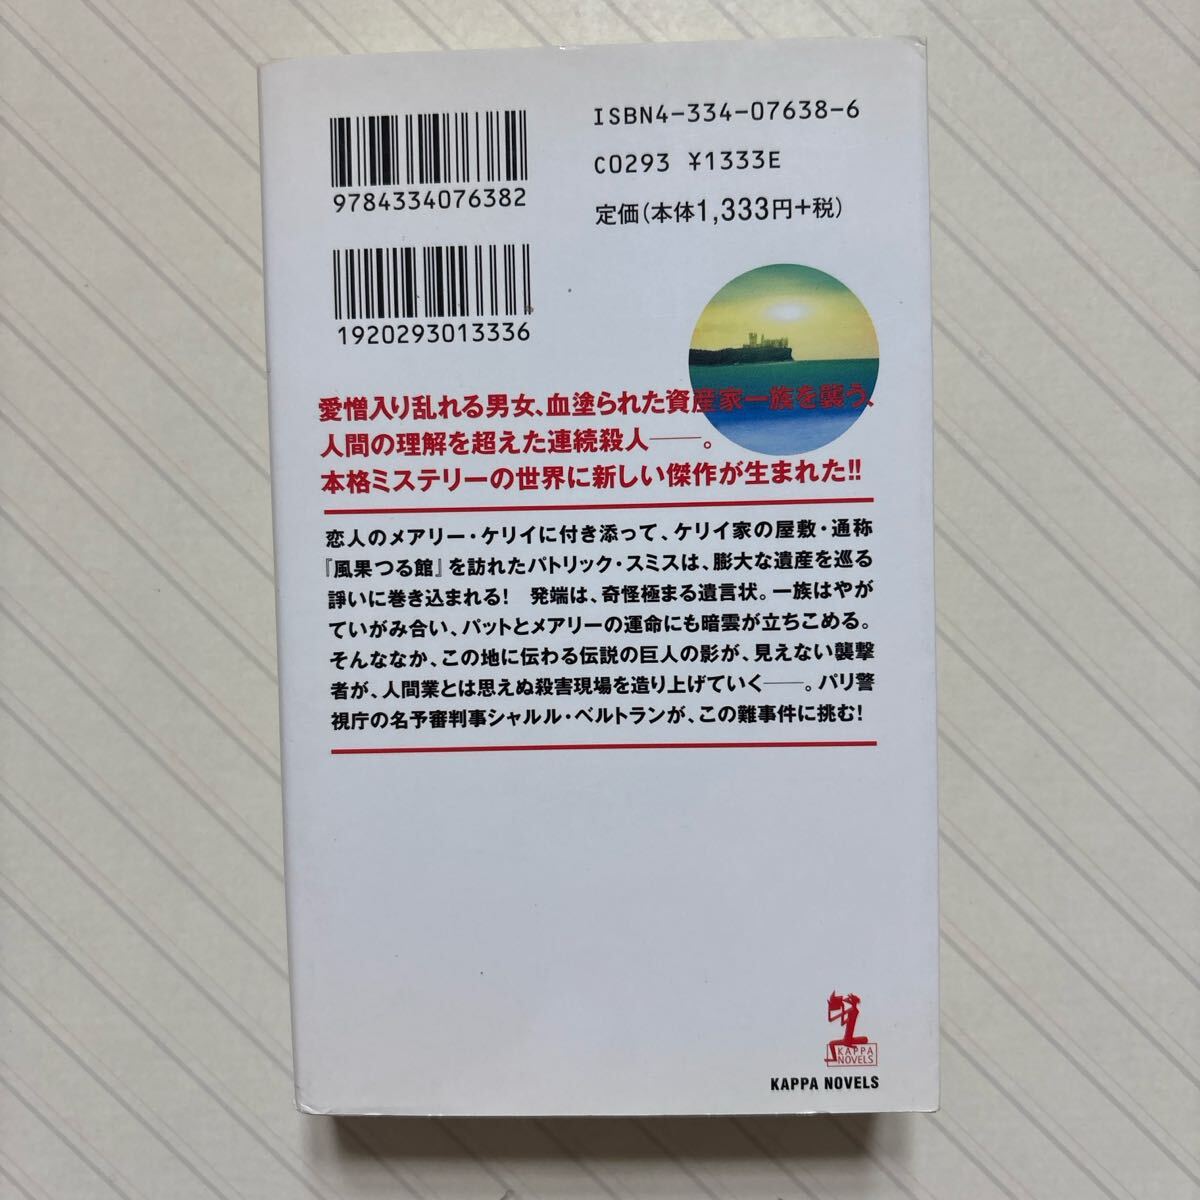 ISBN4-334-07638-6
C0293 ¥1333E
定価(本体1,333円+税)
9784334076382
1920293013336
愛憎入り乱れる男女、血塗られた資産家一族を襲う、
人間の理解を超えた連続殺人――。
本格ミステリーの世界に新しい傑作が生まれた!!
恋人のメアリー・ケリイに付き添って、ケリイ家の屋敷・通称
『風果つる館』を訪れたパトリック・スミスは、膨大な遺産を巡る
諍いに巻き込まれる! 発端は、奇怪極まる遺言状。一族はやが
ていがみ合い、パットとメアリーの運命にも暗雲が立ちこめる。
そんななか、この地に伝わる伝説の巨人の影が、見えない襲撃
者が、人間業とは思えぬ殺害現場を造り上げていく――。パリ警
視庁の名予審判事シャルル・ベルトランが、この難事件に挑む!
KAPPA
NOVELS
KAPPA NOVELS